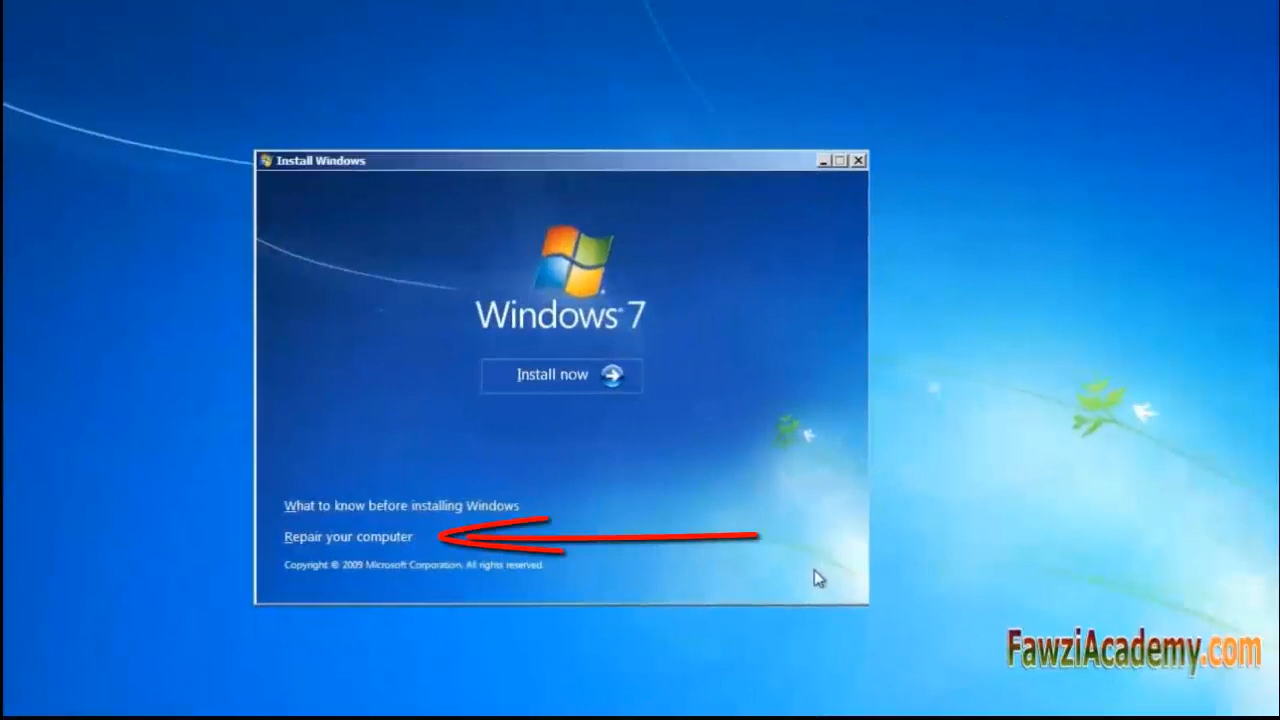 Install Windows
Windows® 7
Install now
What to know before installing Windows
Repair your computer
Copyright © 2009 Microsoft Corporation. All rights reserved.
FawziAcademy.com